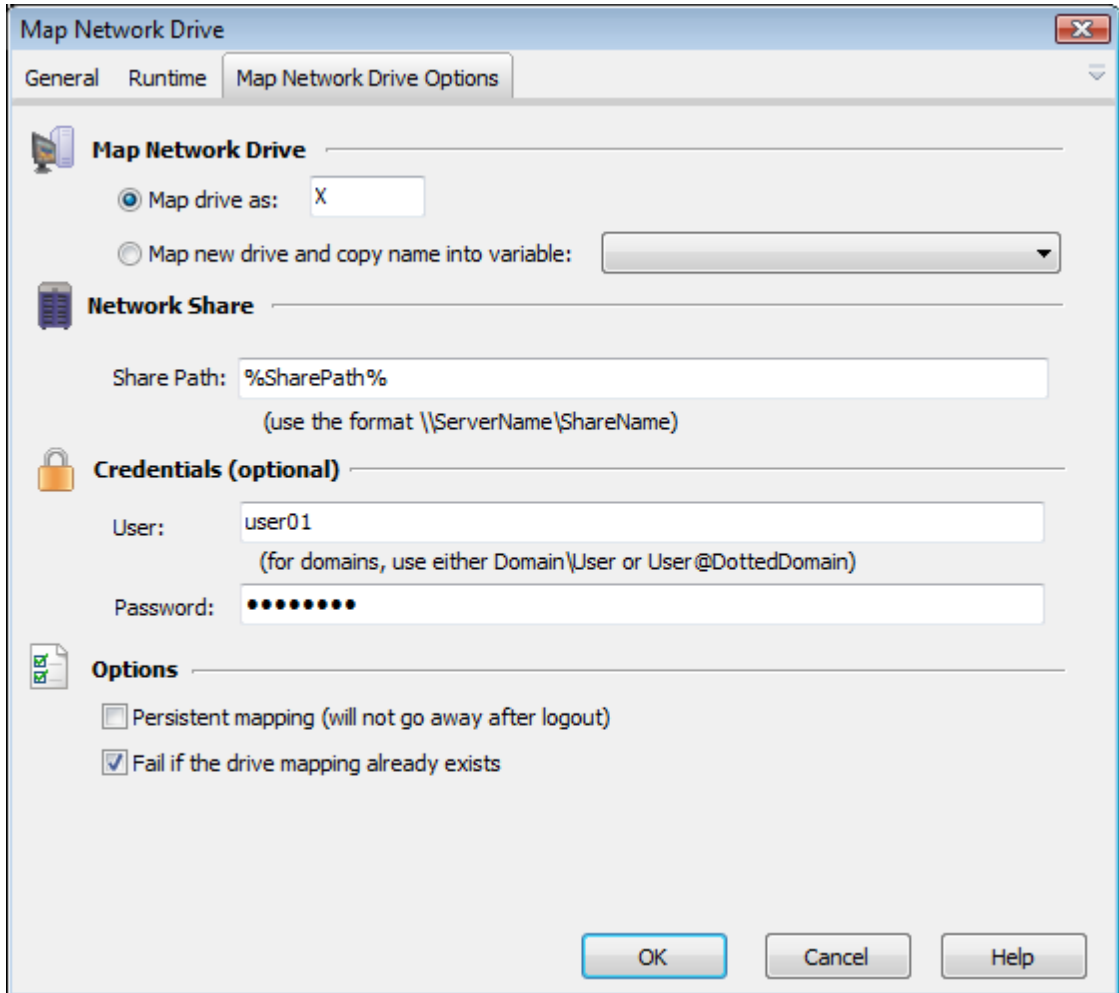 Map Network Drive
General Runtime Map Network Drive Options
Map Network Drive
Map drive as: X
Map new drive and copy name into variable:
Network Share
Share Path: %SharePath%
(use the format \\ServerName\ShareName)
Credentials (optional)
User: user01
(for domains, use either Domain\User or User@DottedDomain)
Password: ••••••••
Options
Persistent mapping (will not go away after logout)
Fail if the drive mapping already exists
OK Cancel Help